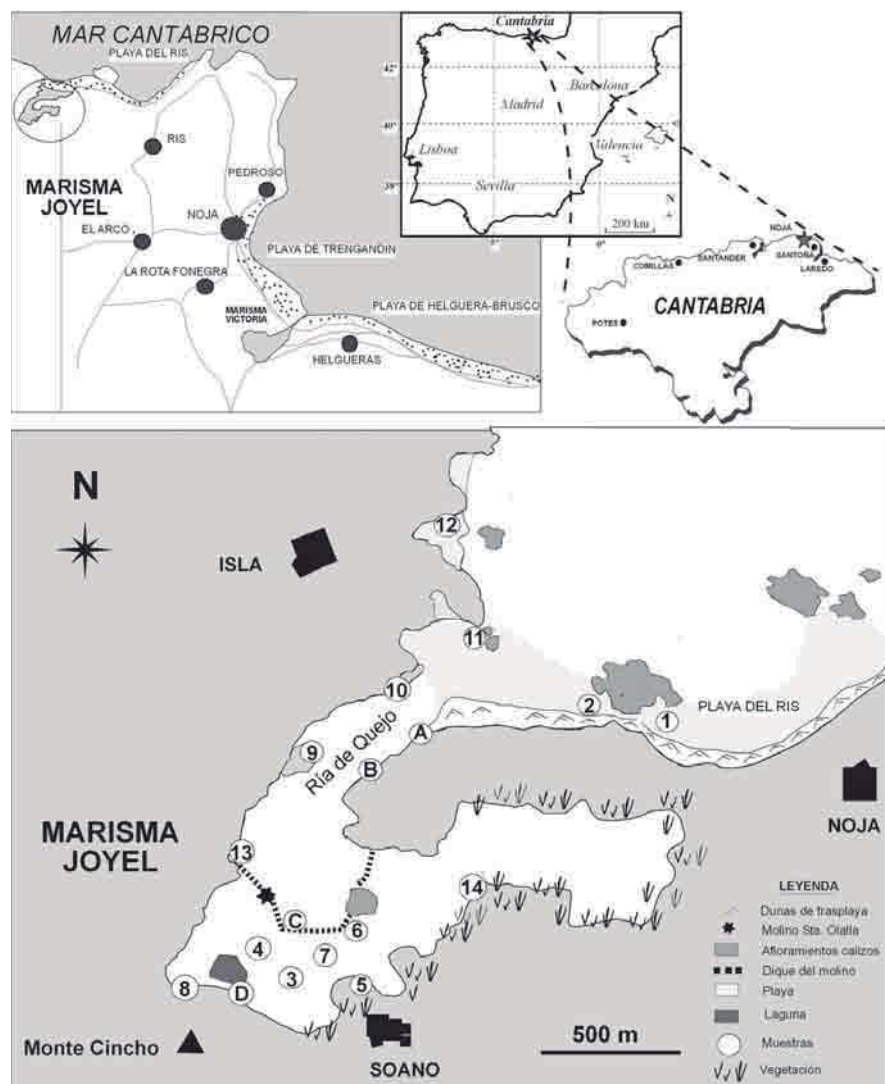 MAR CANTABRICO
PLAYA DEL RIS
RIS
MARISMA
JOYEL
PEDROSO
NOJA
EL ARCO
PLAYA DE TRENGANDIN
LA ROTA FONEGRA
MARISMA
VICTORIA
PLAYA DE HELGUERA-BRUSCO
HELGUERAS
Cantabria
42°
Barcelona
Madrid
40°
Lisboa
Valencia
Sevilla
N
200 km
0°
NOJA
SANTANDER
SANTOÑA
COMILLAS
LAREDO
CANTABRIA
POTES
N
12
ISLA
11
10
PLAYA DEL RIS
2
1
A
Ría de Quejo
9
B
NOJA
MARISMA
JOYEL
13
14
C
6
4
7
3
5
8
D
Monte Cincho
SOANO
500 m
LEYENDA
Dunas de trasplaya
Molino Sta. Olalla
Afloramientos calizos
Dique del molino
Playa
Laguna
Muestras
Vegetación